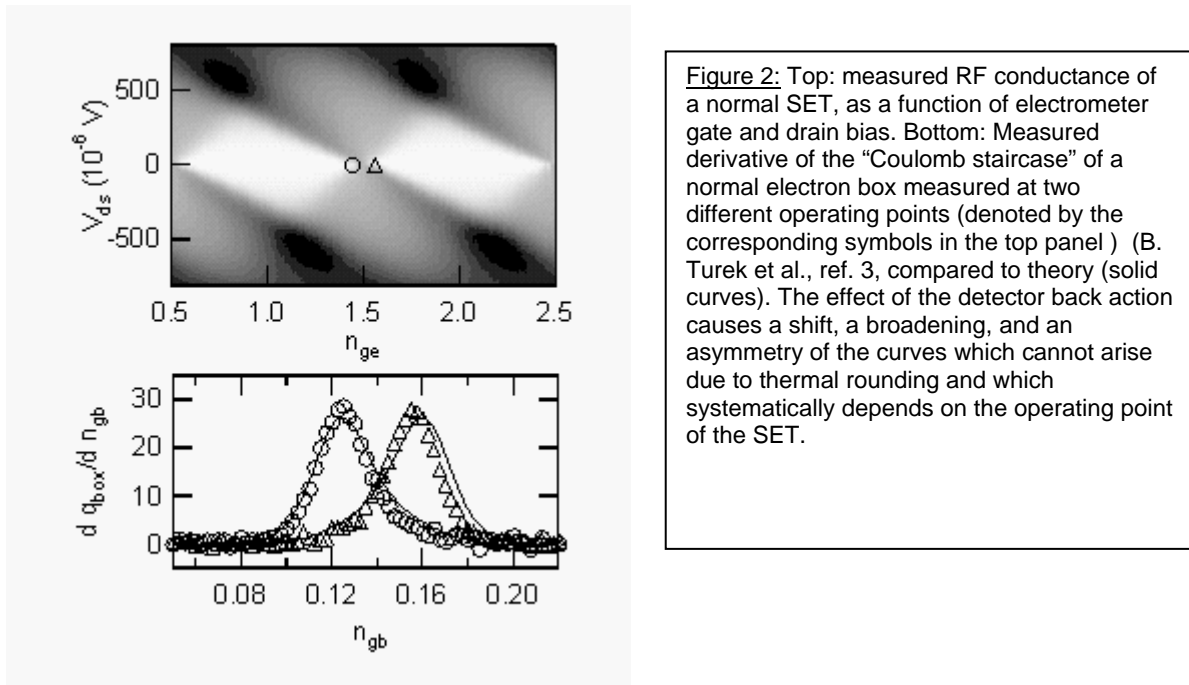 500
0
-500
V_ds (10^-6 V)
0.5 1.0 1.5 2.0 2.5
n_ge
30
20
10
0
d q_box/d n_gb
0.08 0.12 0.16 0.20
n_gb
Figure 2: Top: measured RF conductance of
a normal SET, as a function of electrometer
gate and drain bias. Bottom: Measured
derivative of the “Coulomb staircase” of a
normal electron box measured at two
different operating points (denoted by the
corresponding symbols in the top panel ) (B.
Turek et al., ref. 3, compared to theory (solid
curves). The effect of the detector back action
causes a shift, a broadening, and an
asymmetry of the curves which cannot arise
due to thermal rounding and which
systematically depends on the operating point
of the SET.